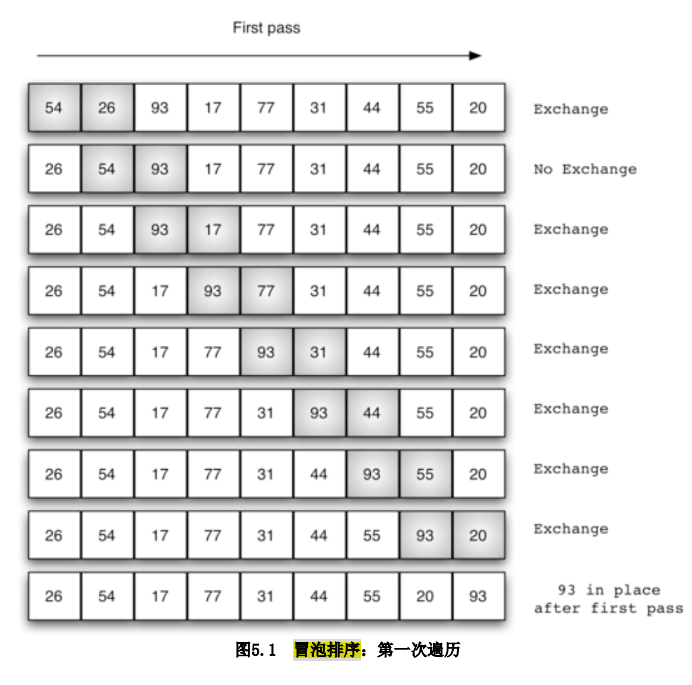 First pass
54 26 93 17 77 31 44 55 20 Exchange
26 54 93 17 77 31 44 55 20 No Exchange
26 54 93 17 77 31 44 55 20 Exchange
26 54 17 93 77 31 44 55 20 Exchange
26 54 17 77 93 31 44 55 20 Exchange
26 54 17 77 31 93 44 55 20 Exchange
26 54 17 77 31 44 93 55 20 Exchange
26 54 17 77 31 44 55 93 20 Exchange
26 54 17 77 31 44 55 20 93 93 in place
after first pass
图5.1 冒泡排序：第一次遍历